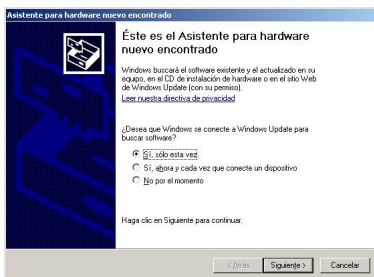 Asistente para hardware nuevo encontrado
Éste es el Asistente para hardware
nuevo encontrado
Windows buscará el software existente y el actualizado en su
equipo, en el CD de instalación de hardware o en el sitio Web
de Windows Update (con su permiso).
Leer nuestra directiva de privacidad
¿Desea que Windows se conecte a Windows Update para
buscar software?
Sí, sólo esta vez
Sí, ahora y cada vez que conecte un dispositivo
No por el momento
Haga clic en Siguiente para continuar.
< Atrás
Siguiente >
Cancelar